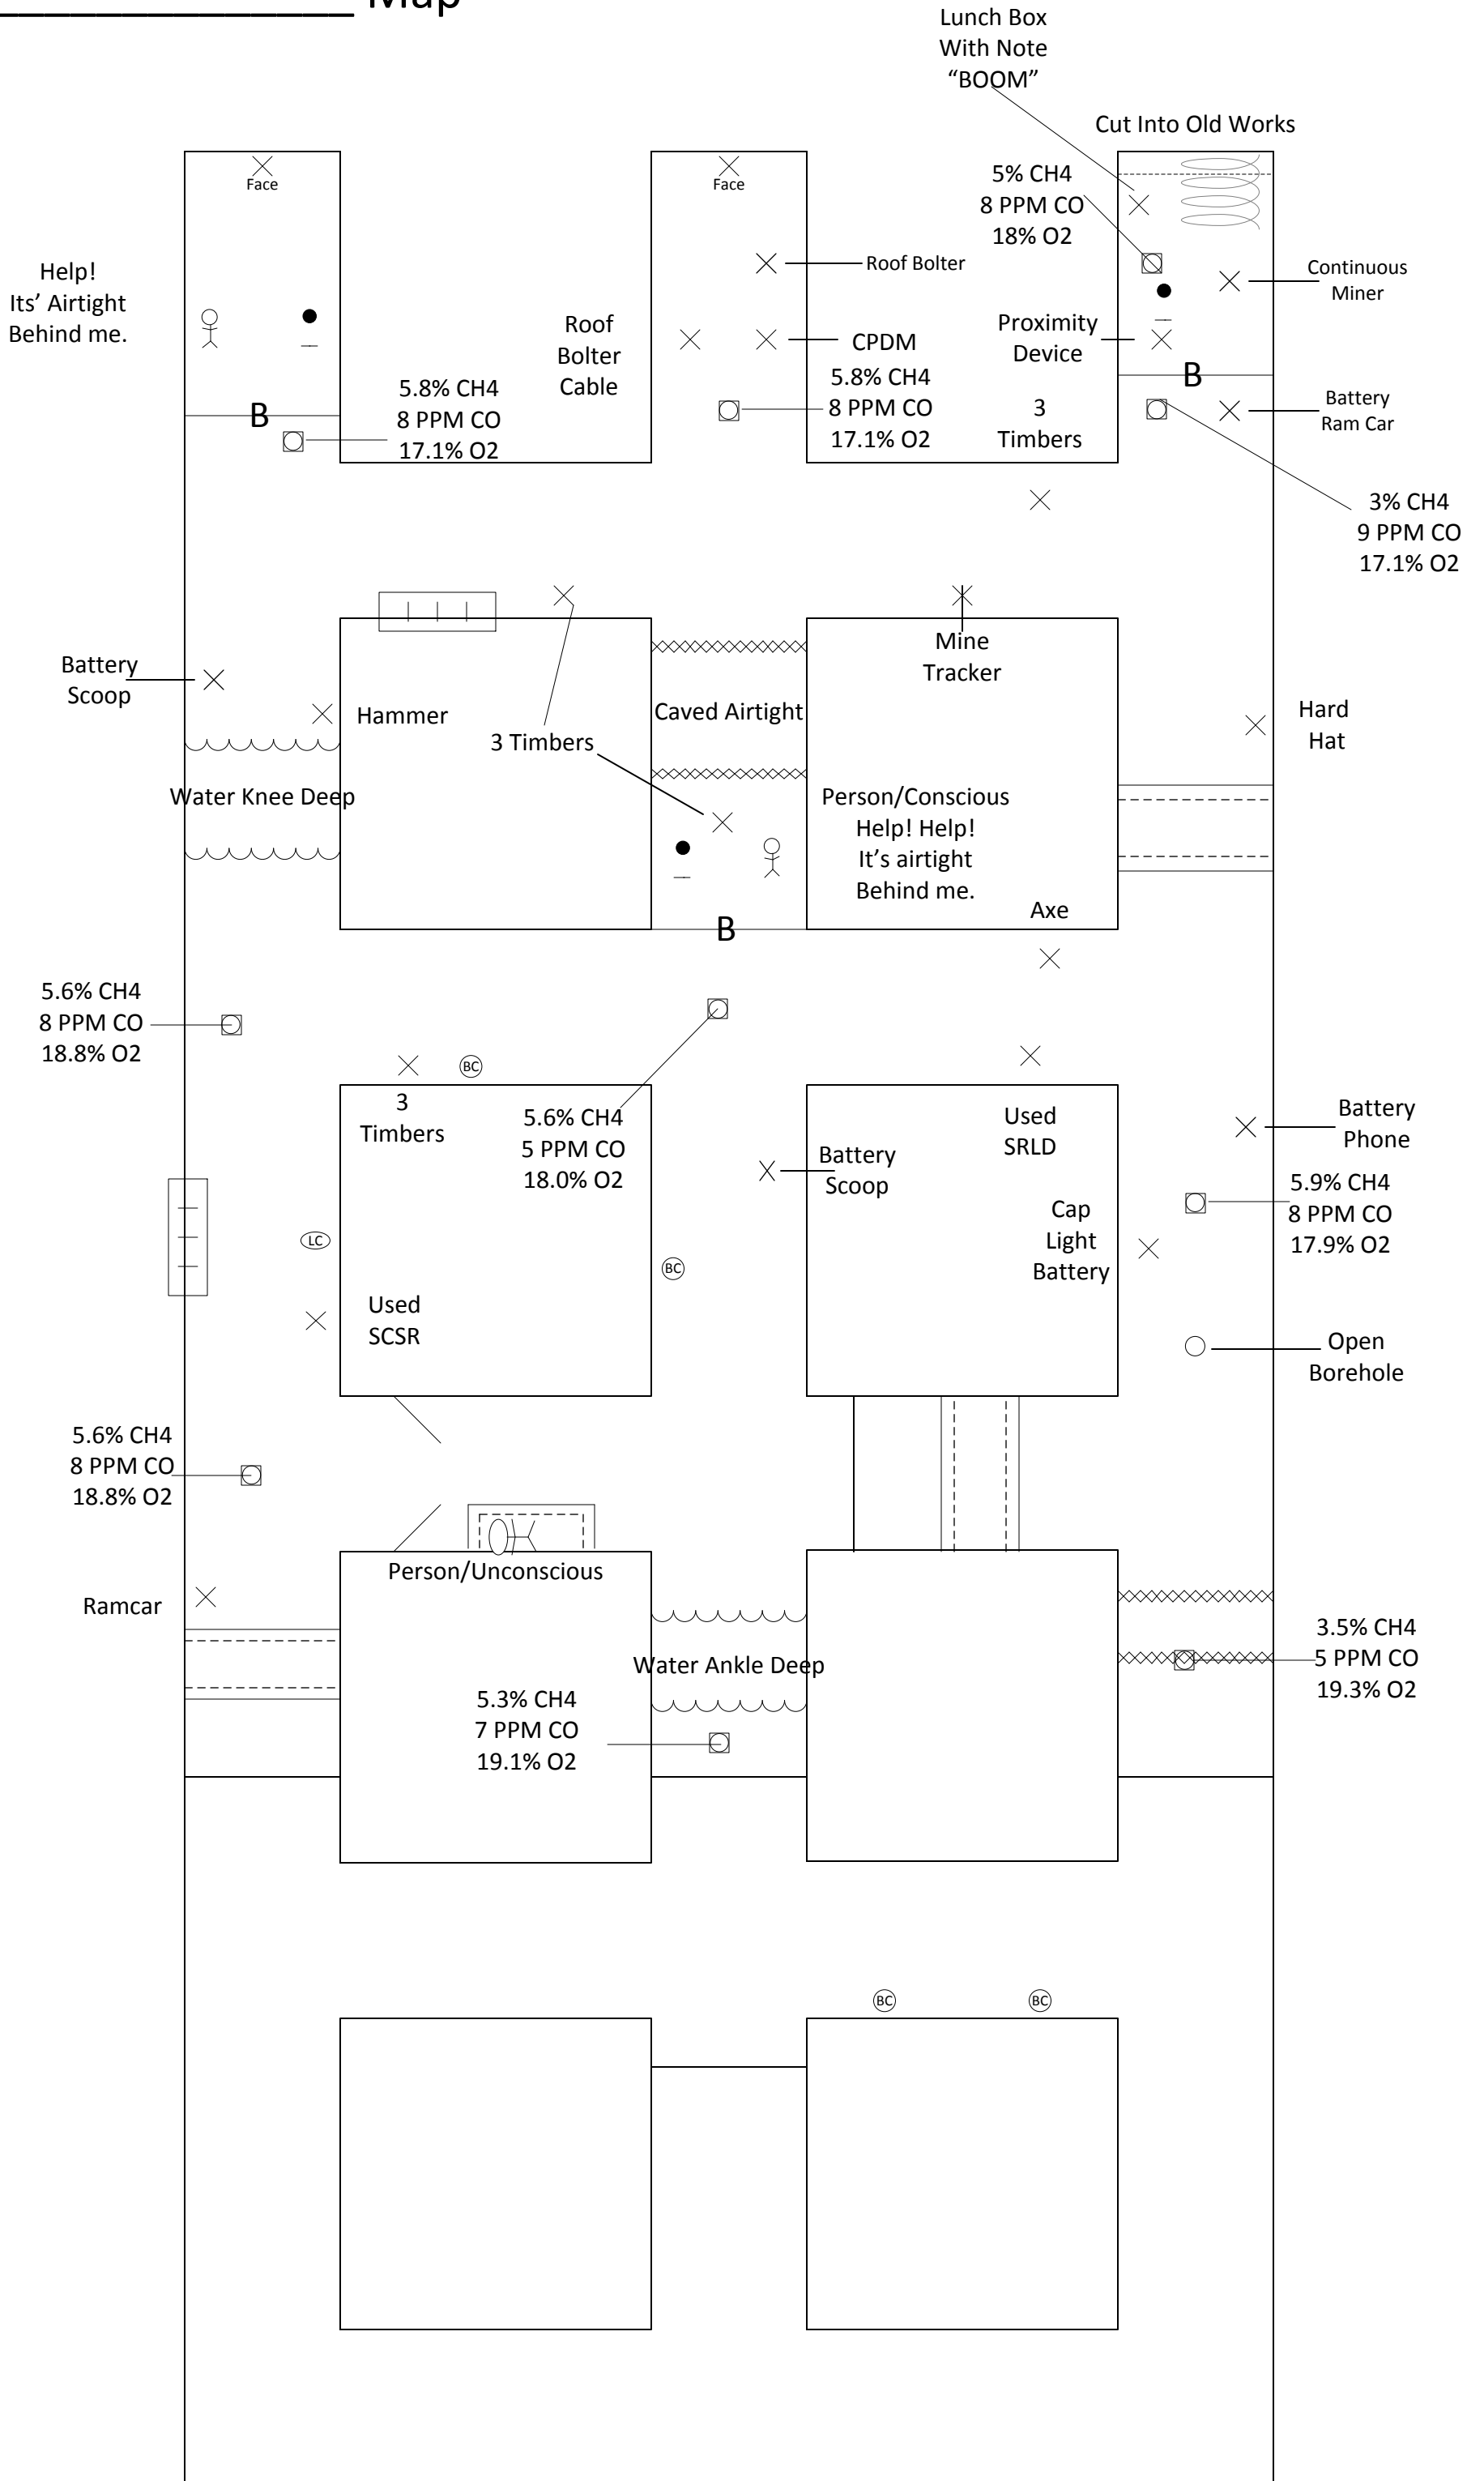 Map
Lunch Box
With Note
“BOOM”
Cut Into Old Works
Face
Face
5% CH4
8 PPM CO
18% O2
Help!
Its’ Airtight
Behind me.
Roof Bolter
Continuous
Miner
Roof
Bolter
Cable
CPDM
Proximity
Device
5.8% CH4
8 PPM CO
17.1% O2
B
5.8% CH4
8 PPM CO
17.1% O2
3
Timbers
B
Battery
Ram Car
3% CH4
9 PPM CO
17.1% O2
Mine
Tracker
Battery
Scoop
Hammer
3 Timbers
Caved Airtight
Hard
Hat
Water Knee Deep
Person/Conscious
Help! Help!
It’s airtight
Behind me.
B
Axe
5.6% CH4
8 PPM CO
18.8% O2
BC
3
Timbers
5.6% CH4
5 PPM CO
18.0% O2
Used
SRLD
Battery
Phone
Battery
Scoop
5.9% CH4
8 PPM CO
17.9% O2
LC
BC
Cap
Light
Battery
Used
SCSR
Open
Borehole
5.6% CH4
8 PPM CO
18.8% O2
Person/Unconscious
Ramcar
Water Ankle Deep
3.5% CH4
5 PPM CO
19.3% O2
5.3% CH4
7 PPM CO
19.1% O2
BC
BC